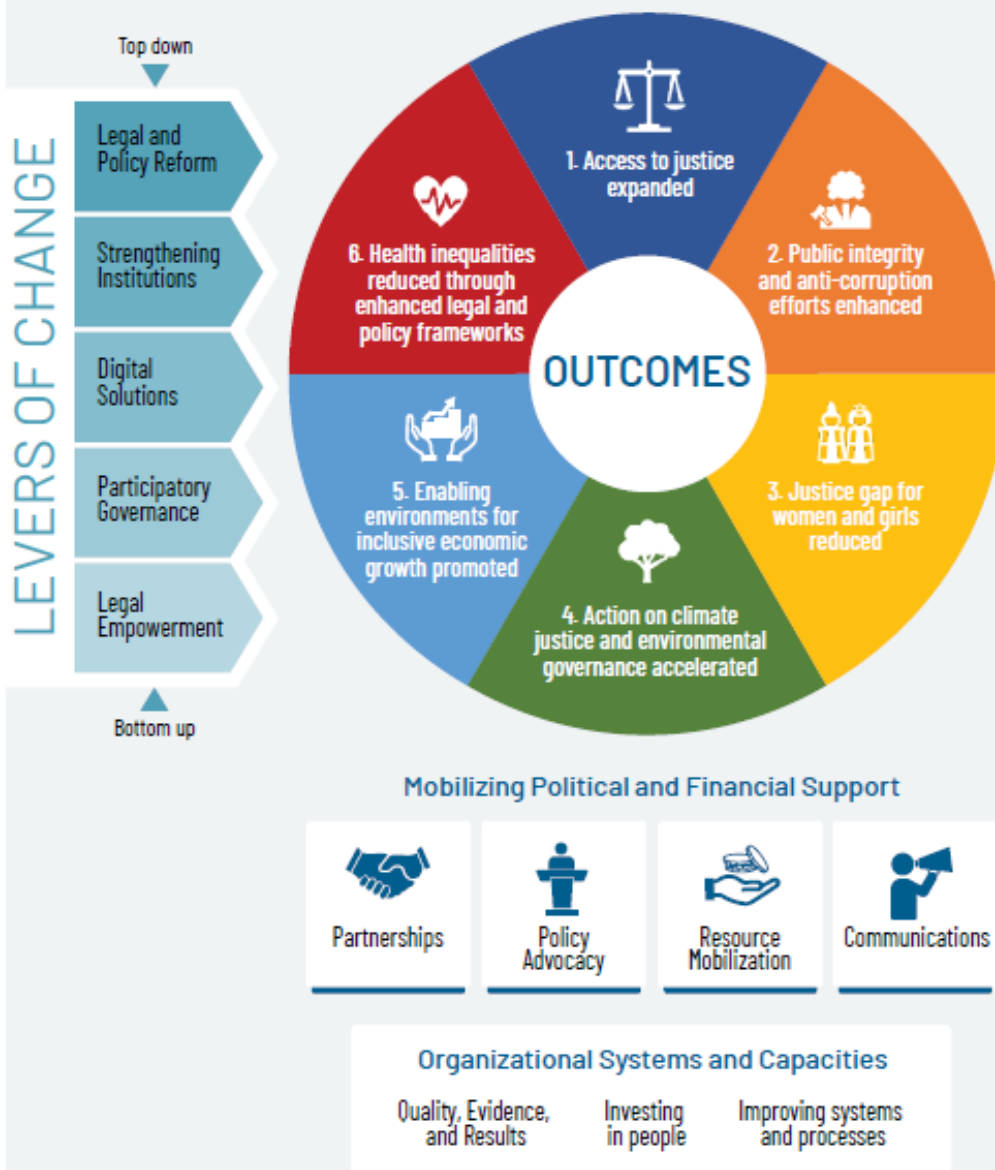 Top down
LEVERS OF CHANGE
Legal and
Policy Reform
Strengthening
Institutions
Digital
Solutions
Participatory
Governance
Legal
Empowerment
Bottom up
1. Access to justice
expanded
2. Public integrity
and anti-corruption
efforts enhanced
3. Justice gap for
women and girls
reduced
4. Action on climate
justice and environmental
governance accelerated
5. Enabling
environments for
inclusive economic
growth promoted
6. Health inequalities
reduced through
enhanced legal and
policy frameworks
OUTCOMES
Mobilizing Political and Financial Support
Partnerships
Policy
Advocacy
Resource
Mobilization
Communications
Organizational Systems and Capacities
Quality, Evidence,
and Results
Investing
in people
Improving systems
and processes